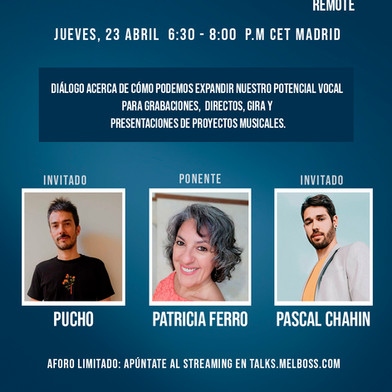 REMOTE
JUEVES, 23 ABRIL 6:30 - 8:00 P.M CET MADRID
DIÁLOGO ACERCA DE CÓMO PODEMOS EXPANDIR NUESTRO POTENCIAL VOCAL
PARA GRABACIONES, DIRECTOS, GIRA Y
PRESENTACIONES DE PROYECTOS MUSICALES.
INVITADO
PONENTE
INVITADO
PUCHO
PATRICIA FERRO
PASCAL CHAHIN
AFORO LIMITADO: APÚNTATE AL STREAMING EN TALKS.MELBOSS.COM